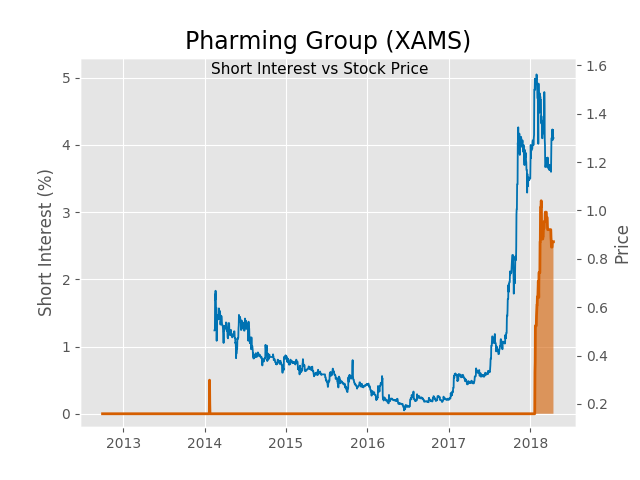 Pharming Group (XAMS)
Short Interest vs Stock Price
Short Interest (%)
5
4
3
2
1
0
1.6
1.4
1.2
1.0
0.8
0.6
0.4
0.2
Price
2013 2014 2015 2016 2017 2018